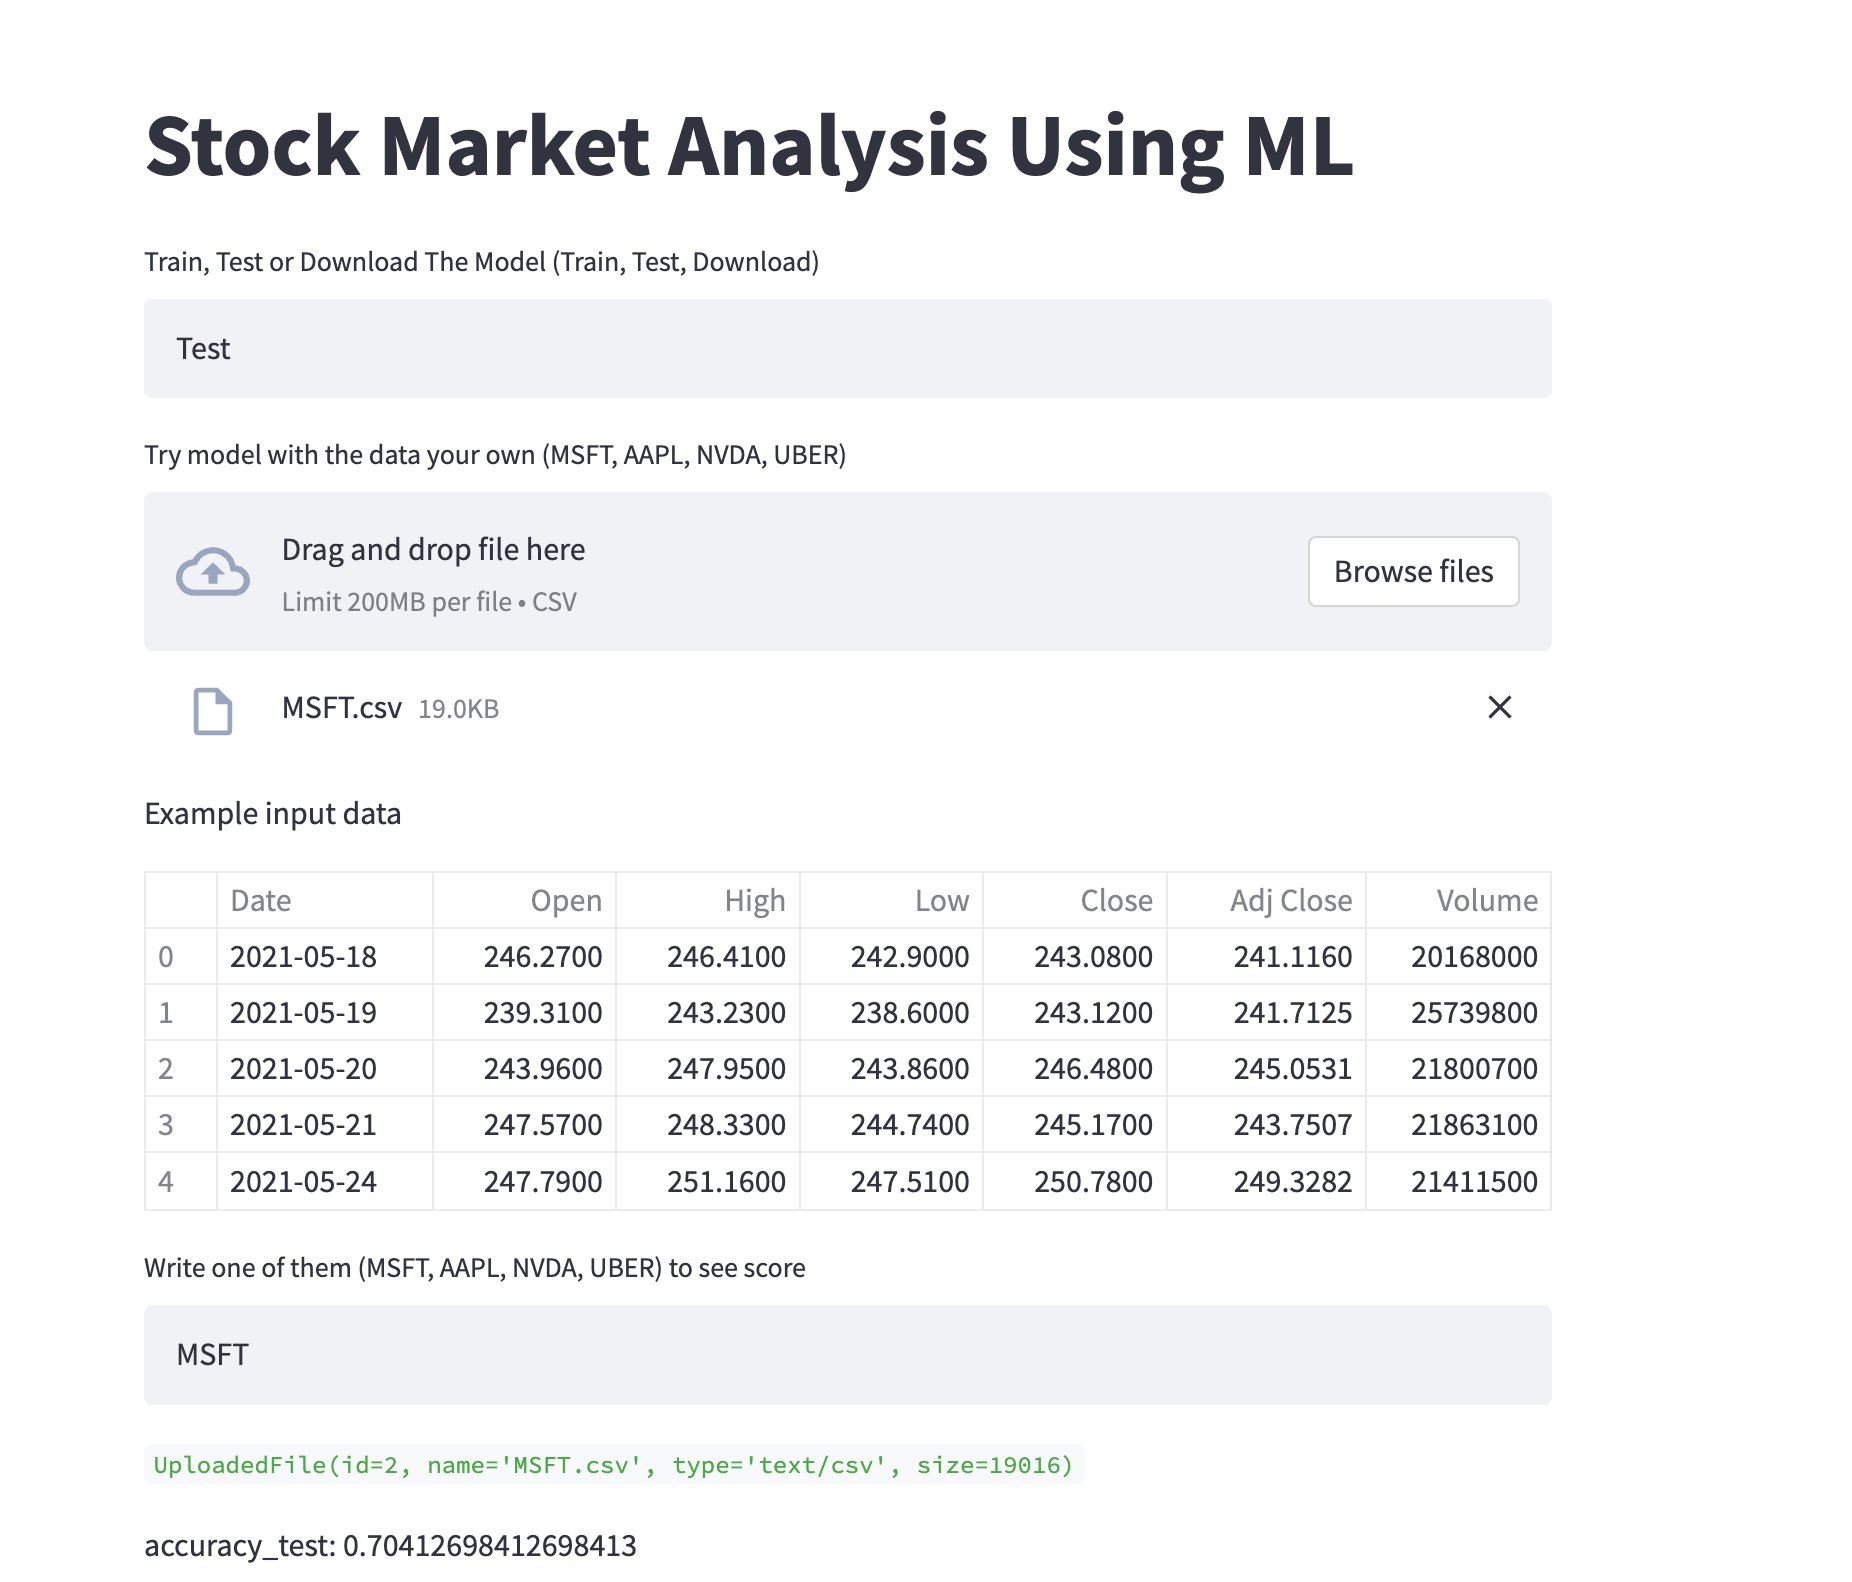 Stock Market Analysis Using ML
Train, Test or Download The Model (Train, Test, Download)
Test
Try model with the data your own (MSFT, AAPL, NVDA, UBER)
Drag and drop file here
Limit 200MB per file • CSV
Browse files
MSFT.csv 19.0KB
Example input data
Date Open High Low Close Adj Close Volume
0 2021-05-18 246.2700 246.4100 242.9000 243.0800 241.1160 20168000
1 2021-05-19 239.3100 243.2300 238.6000 243.1200 241.7125 25739800
2 2021-05-20 243.9600 247.9500 243.8600 246.4800 245.0531 21800700
3 2021-05-21 247.5700 248.3300 244.7400 245.1700 243.7507 21863100
4 2021-05-24 247.7900 251.1600 247.5100 250.7800 249.3282 21411500
Write one of them (MSFT, AAPL, NVDA, UBER) to see score
MSFT
UploadedFile(id=2, name='MSFT.csv', type='text/csv', size=19016)
accuracy_test: 0.70412698412698413